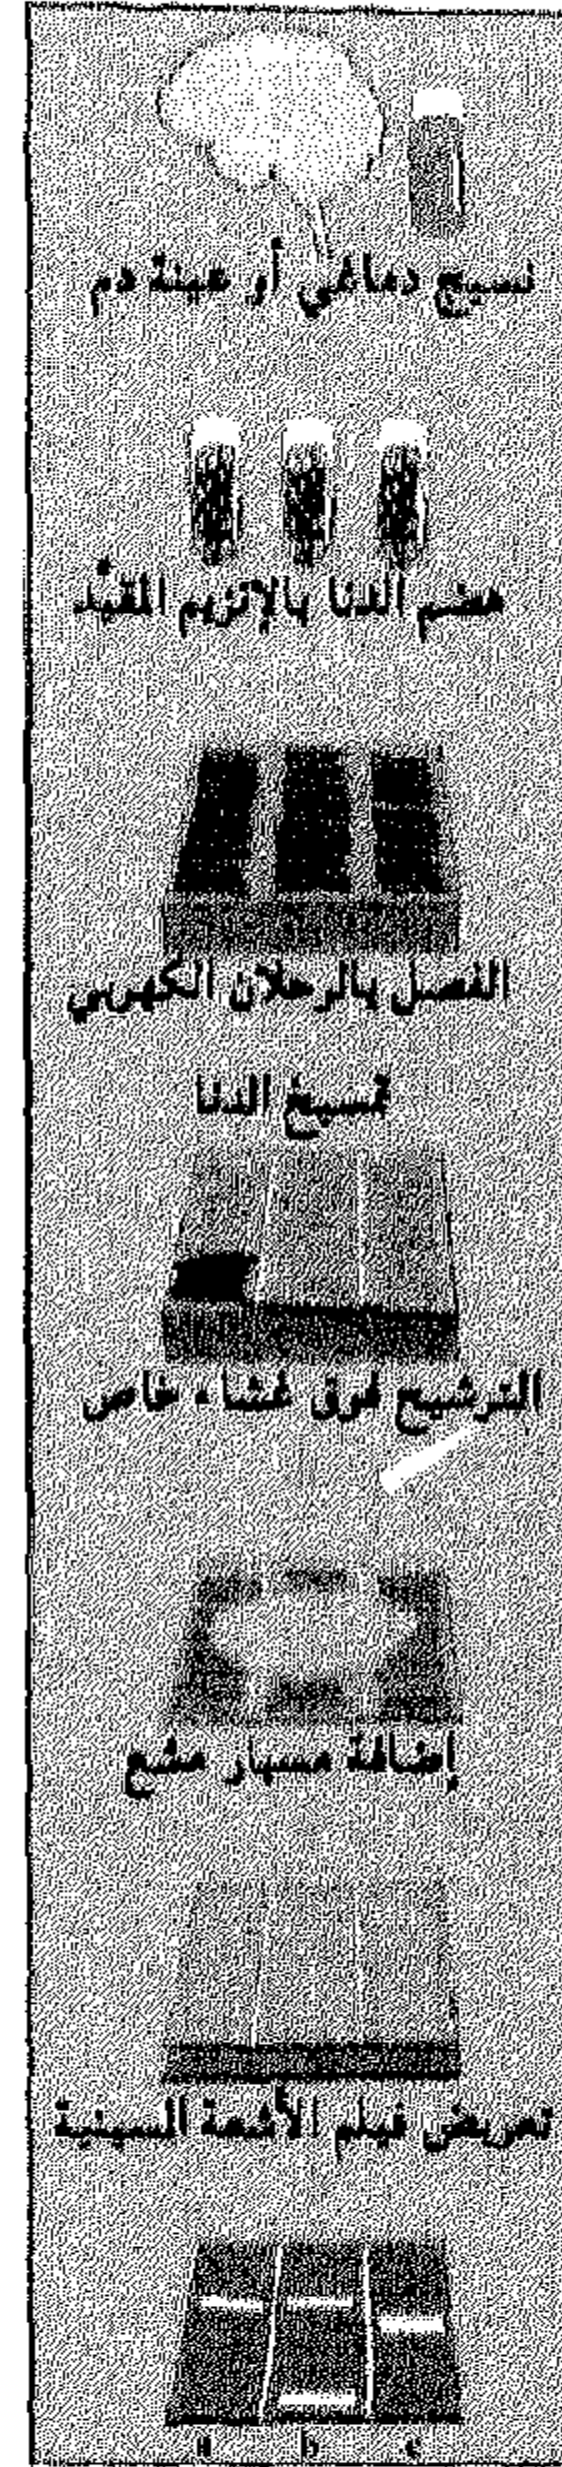 نسيج دماغي أو عينة دم
هضم الدنا بالإنزيم المقيِّد
الفصل بالرحلان الكهربي
تمسيخ الدنا
الترشيح فوق غشاء خاص
إضافة مسبار مشع
تعريض فيلم الأشعة السينية
a b c